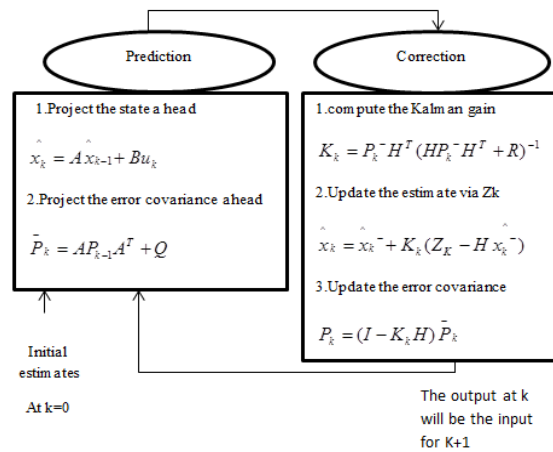 Prediction
1.Project the state a head
x̂_k = A x̂_{k-1} + Bu_k
2.Project the error covariance ahead
P̄_k = AP_{k-1}A^T + Q
Initial
estimates
At k=0
Correction
1.compute the Kalman gain
K_k = P_k^- H^T (HP_k^- H^T + R)^{-1}
2.Update the estimate via Zk
x̂_k = x̂_k^- + K_k (Z_K − H x̂_k^-)
3.Update the error covariance
P_k = (I − K_k H) P̄_k
The output at k
will be the input
for K+1